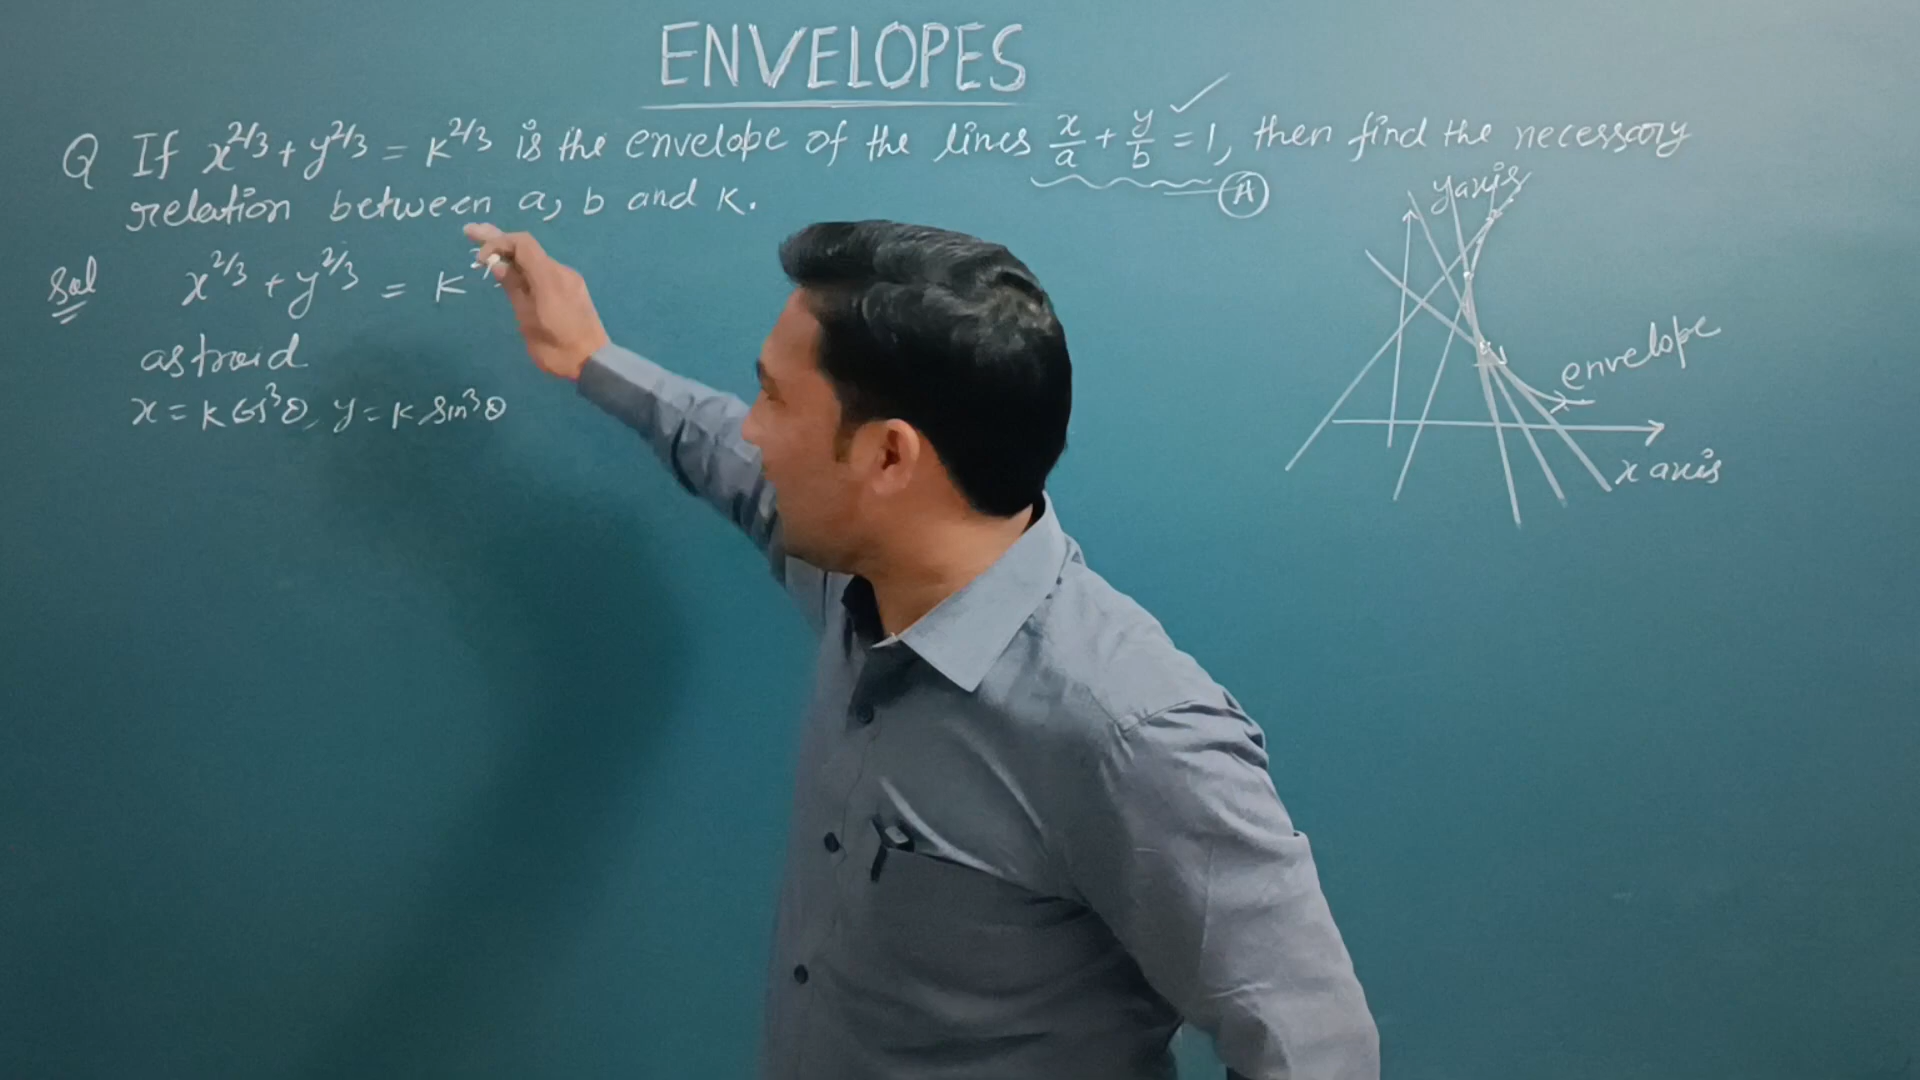 ENVELOPES
Q If x^2/3 + y^2/3 = K^2/3 is the envelope of the lines x/a + y/b = 1, then find the necessary
relation between a, b and K.
A
y axis
Sol x^2/3 + y^2/3 = K
astroid
x = K Cos^3θ, y = K Sin^3θ
envelope
x axis